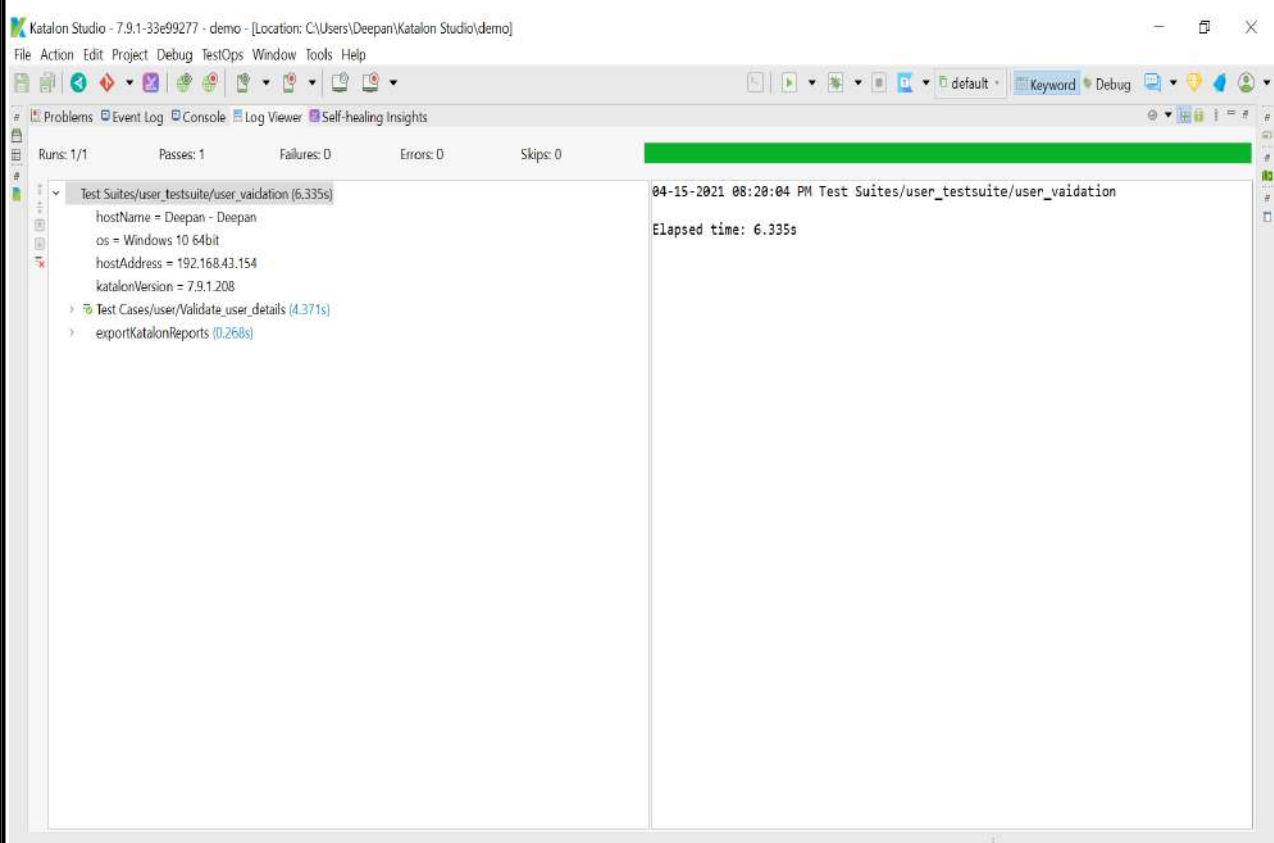 Katalon Studio - 7.9.1-33e99277 - demo - [Location: C:\Users\Deepan\Katalon Studio\demo]
File Action Edit Project Debug TestOps Window Tools Help
default Keyword Debug
Problems Event Log Console Log Viewer Self-healing Insights
Runs: 1/1 Passes: 1 Failures: 0 Errors: 0 Skips: 0
Test Suites/user_testsuite/user_vaidation (6.335s)
hostName = Deepan - Deepan
os = Windows 10 64bit
hostAddress = 192.168.43.154
katalonVersion = 7.9.1.208
Test Cases/user/Validate_user_details (4.371s)
exportKatalonReports (0.268s)
04-15-2021 08:20:04 PM Test Suites/user_testsuite/user_vaidation
Elapsed time: 6.335s